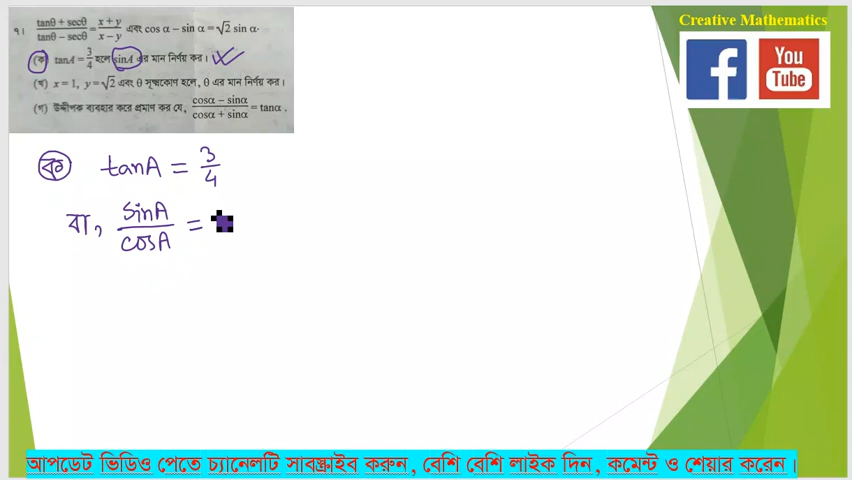 ৭। tanθ + secθ / tanθ − secθ = x + y / x − y এবং cos α − sin α = √2 sin α.
(ক) tanA = 3/4 হলে sinA এর মান নির্ণয় কর।
(খ) x = 1, y = √2 এবং θ সূক্ষ্মকোণ হলে, θ এর মান নির্ণয় কর।
(গ) উদ্দীপক ব্যবহার করে প্রমাণ কর যে, cosα − sinα / cosα + sinα = tanα.
Creative Mathematics
f You Tube
ক tanA = 3/4
বা, sinA / cosA =
আপডেট ভিডিও পেতে চ্যানেলটি সাবস্ক্রাইব করুন, বেশি বেশি লাইক দিন, কমেন্ট ও শেয়ার করেন।